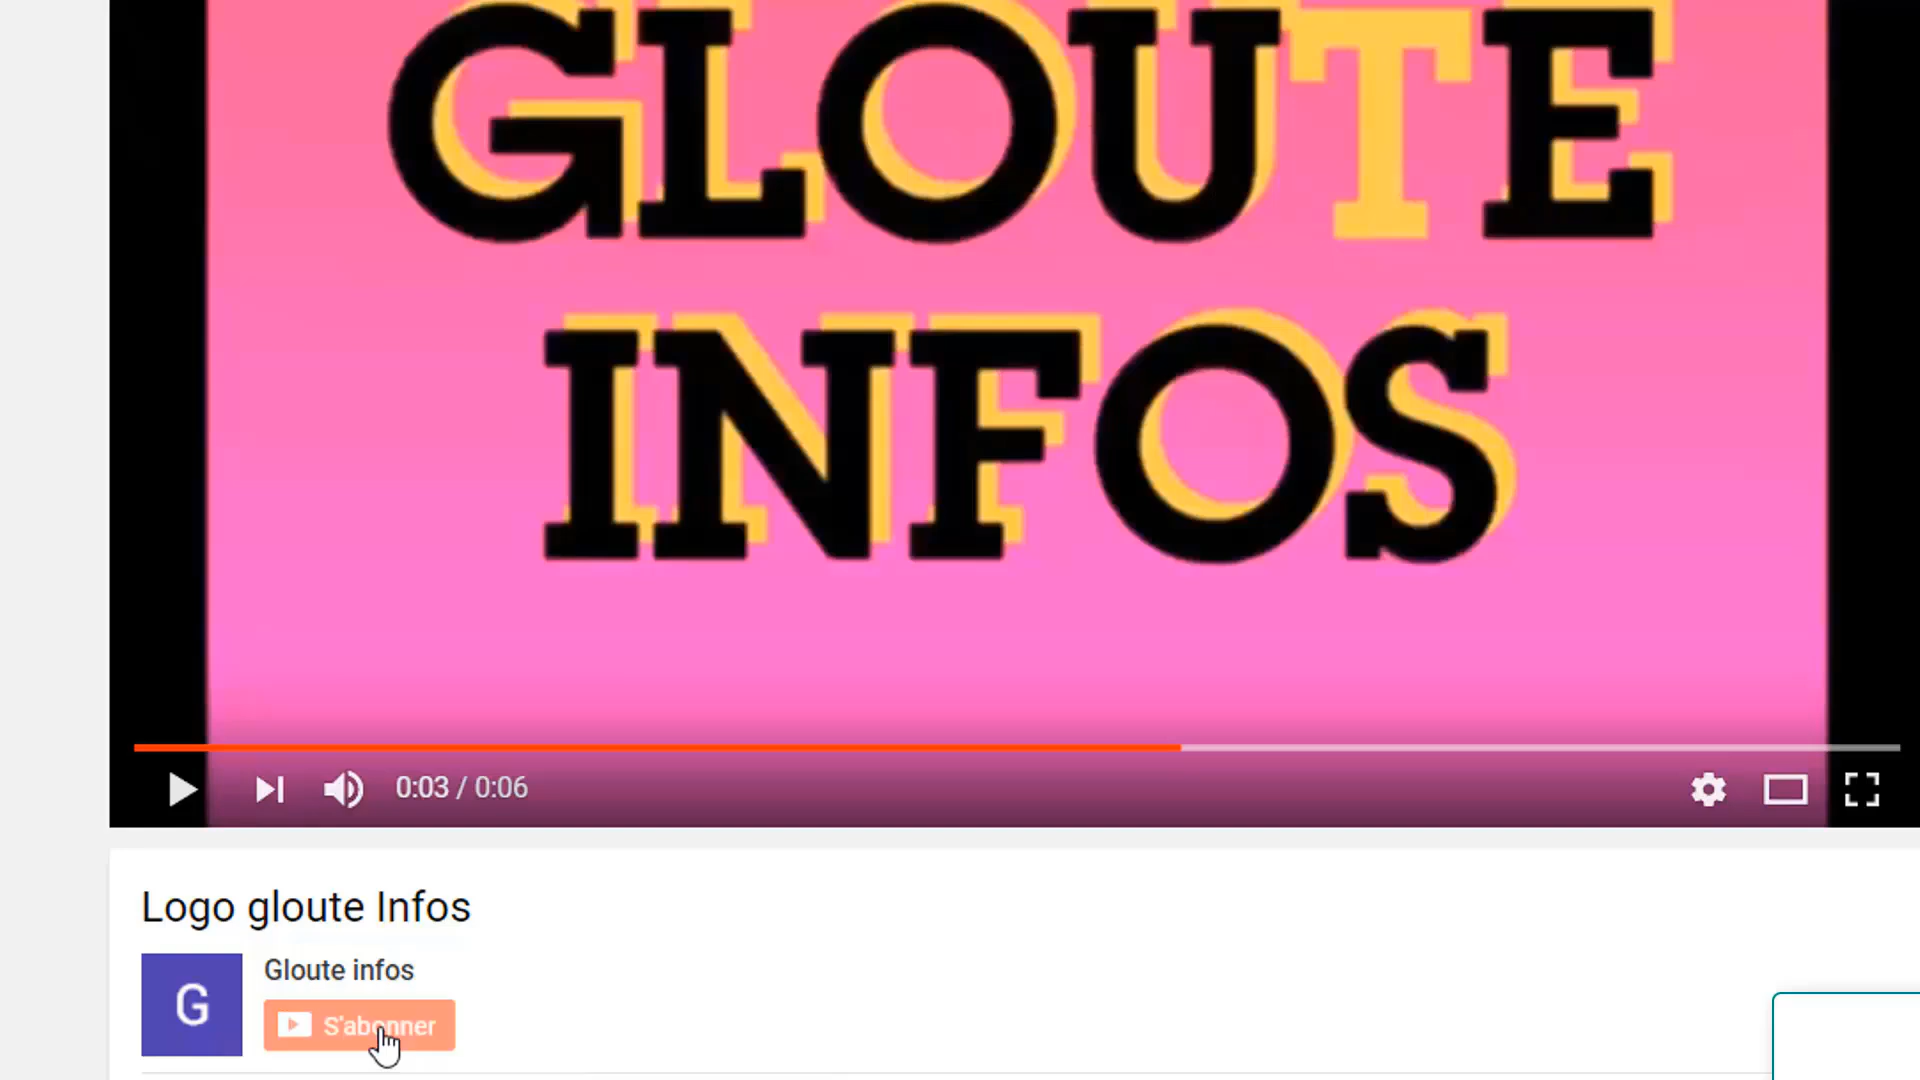 GLOUTE
INFOS
0:03 / 0:06
Logo gloute Infos
G
Gloute infos
S'abonner